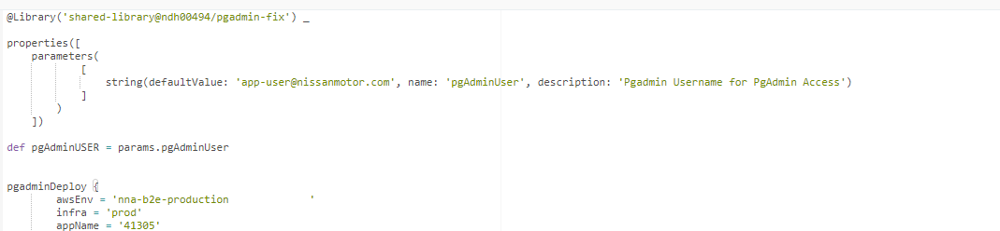 @Library('shared-library@ndh00494/pgadmin-fix') _
properties([
parameters(
[
string(defaultValue: 'app-user@nissanmotor.com', name: 'pgAdminUser', description: 'Pgadmin Username for PgAdmin Access')
]
)
])
def pgAdminUSER = params.pgAdminUser
pgadminDeploy {
awsEnv = 'nna-b2e-production             '
infra = 'prod'
appName = '41305'